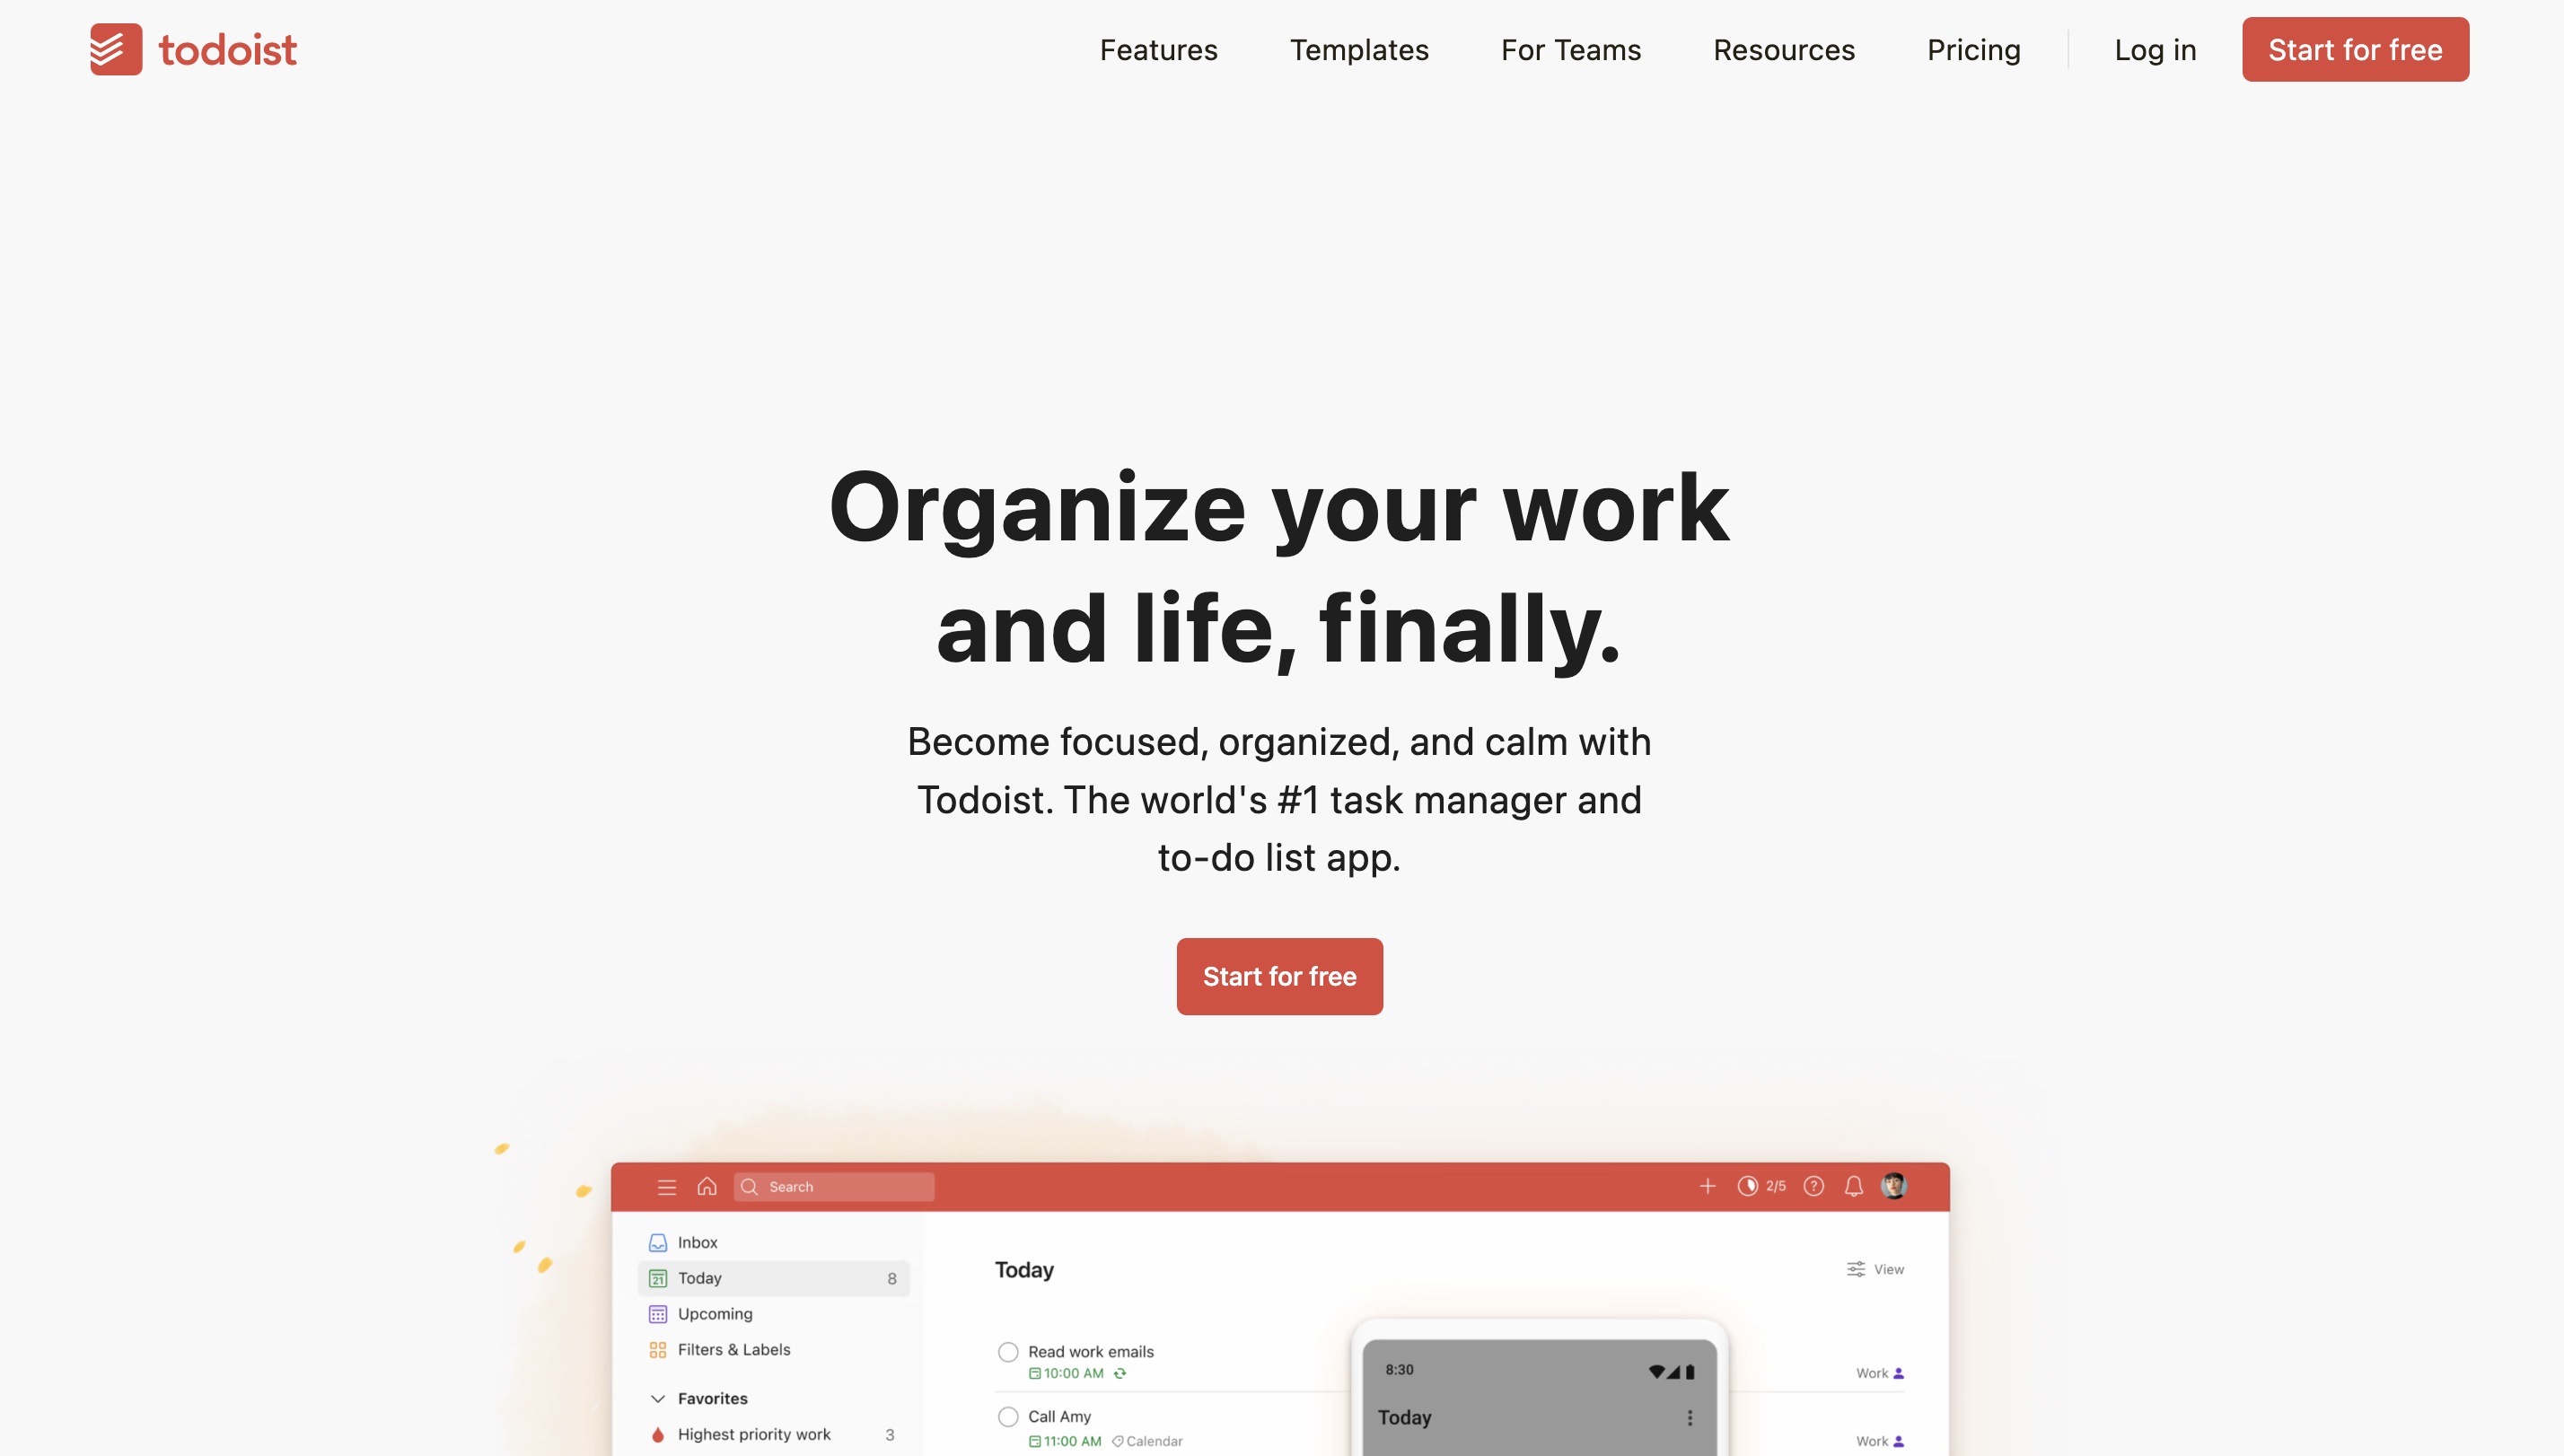 todoist
Features
Templates
For Teams
Resources
Pricing
Log in
Start for free
Organize your work
and life, finally.
Become focused, organized, and calm with
Todoist. The world's #1 task manager and
to-do list app.
Start for free
Search
2/5
Inbox
21
Today
8
Upcoming
Filters & Labels
Favorites
Highest priority work
3
Today
View
Read work emails
10:00 AM
Work
Call Amy
11:00 AM
Calendar
Work
8:30
Today